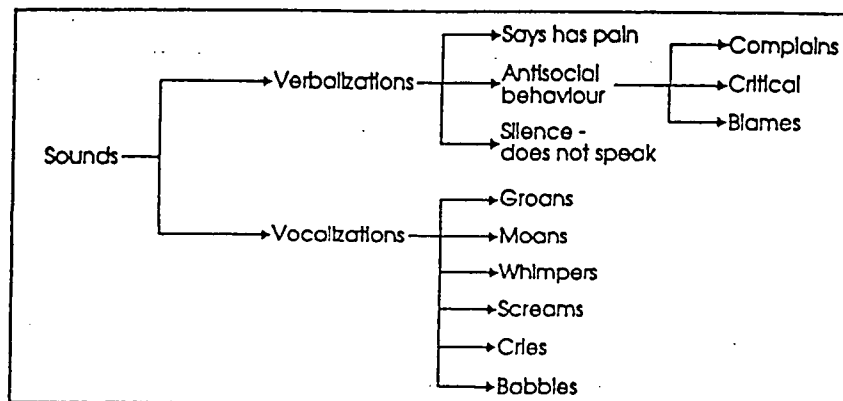 Says has pain
Complains
Verbalizations
Antisocial
behaviour
Critical
Blames
Silence -
does not speak
Sounds
Groans
Vocalizations
Moans
Whimpers
Screams
Cries
Babbles